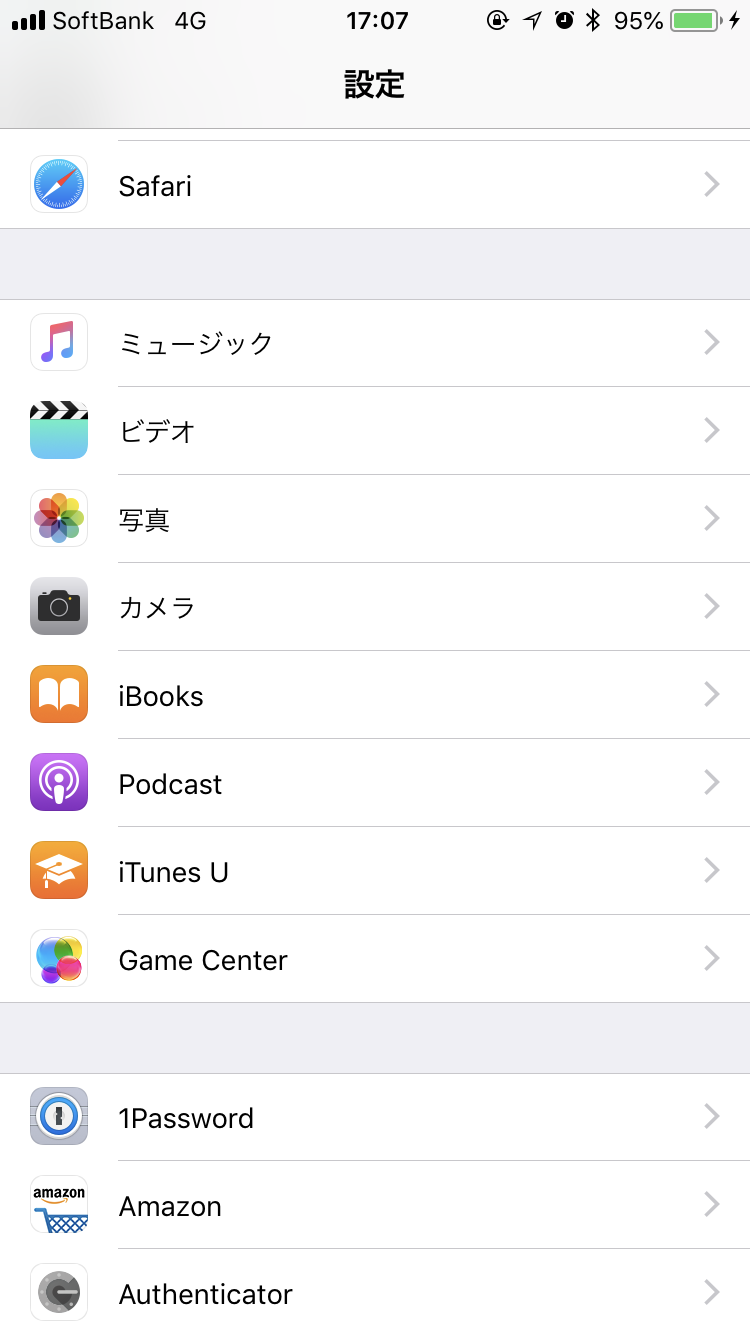 SoftBank 4G 17:07 95%
設定
Safari
ミュージック
ビデオ
写真
カメラ
iBooks
Podcast
iTunes U
Game Center
1Password
amazon
Amazon
Authenticator